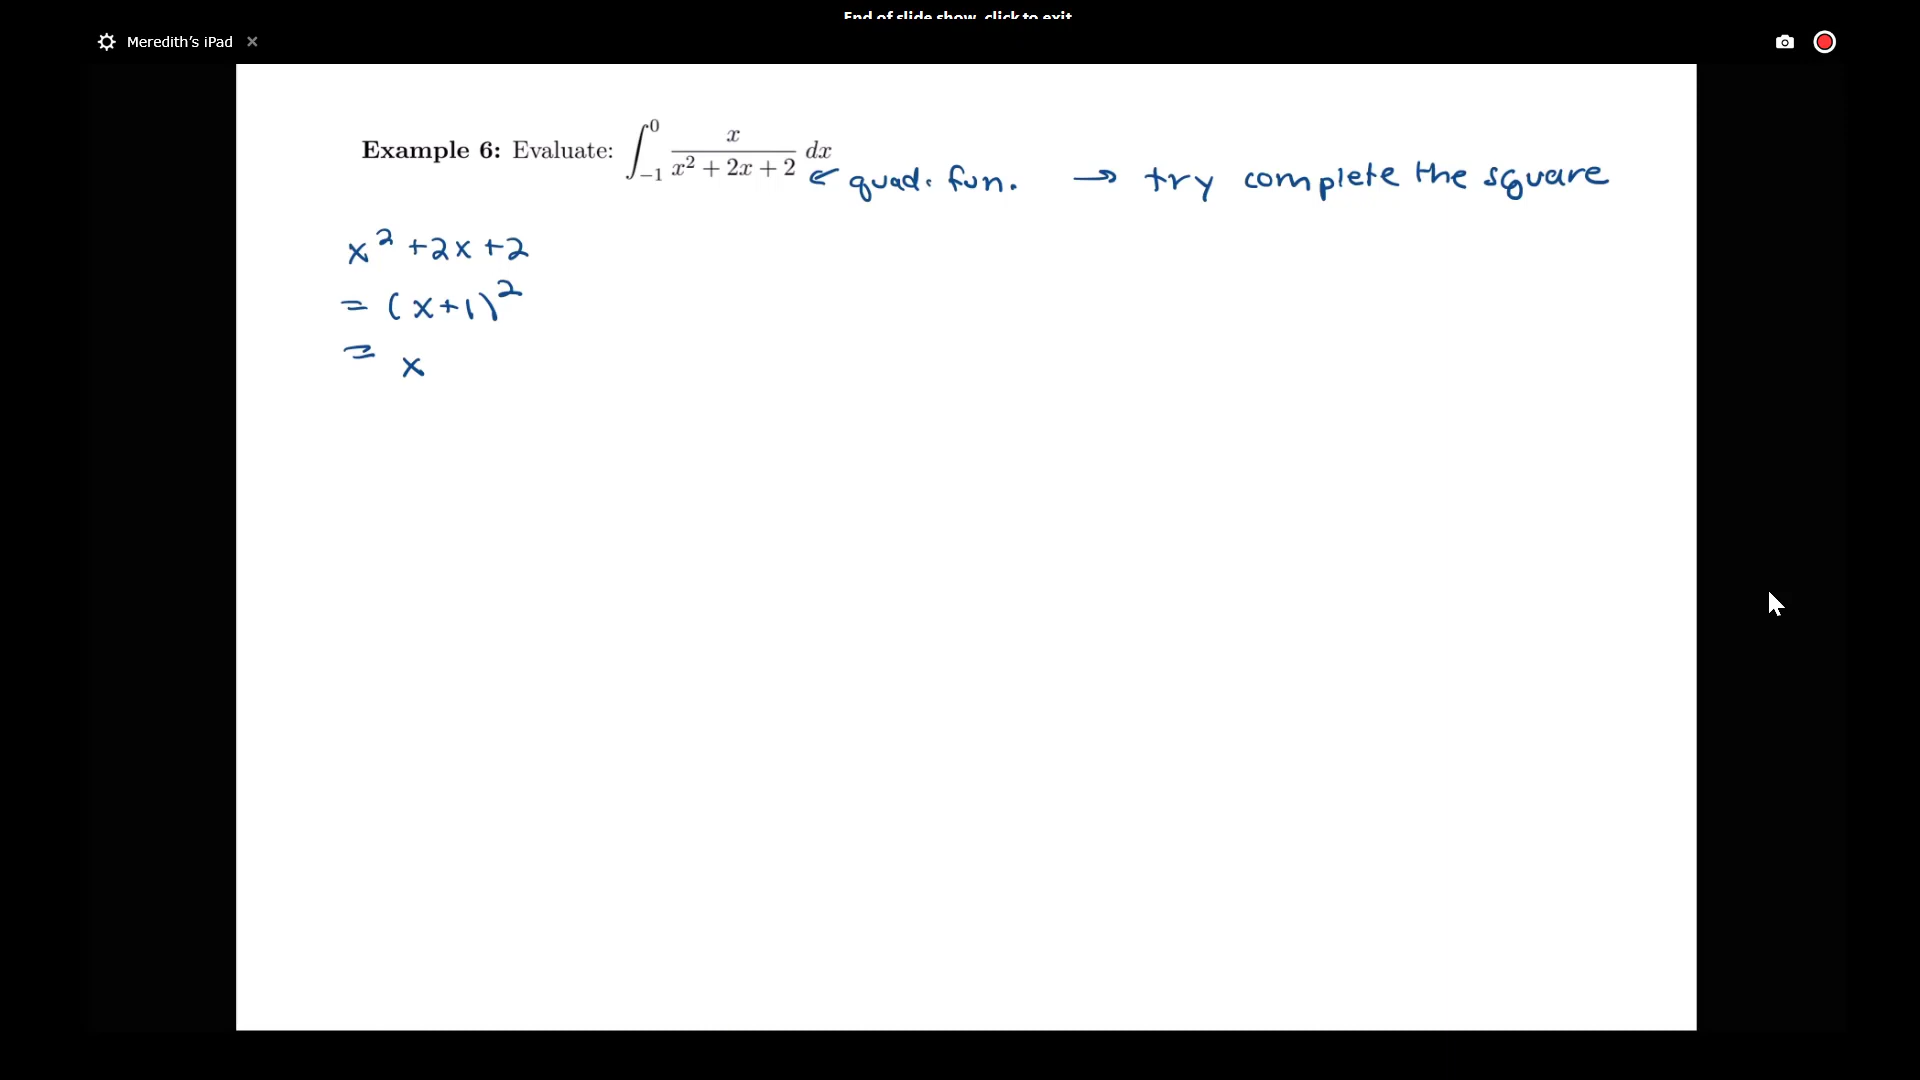 End of slide show, click to exit
Meredith's iPad ×
Example 6: Evaluate: ∫_{-1}^{0} x/(x² + 2x + 2) dx ← quad. fun. → try complete the square
x² +2x +2
= (x+1)²
= x